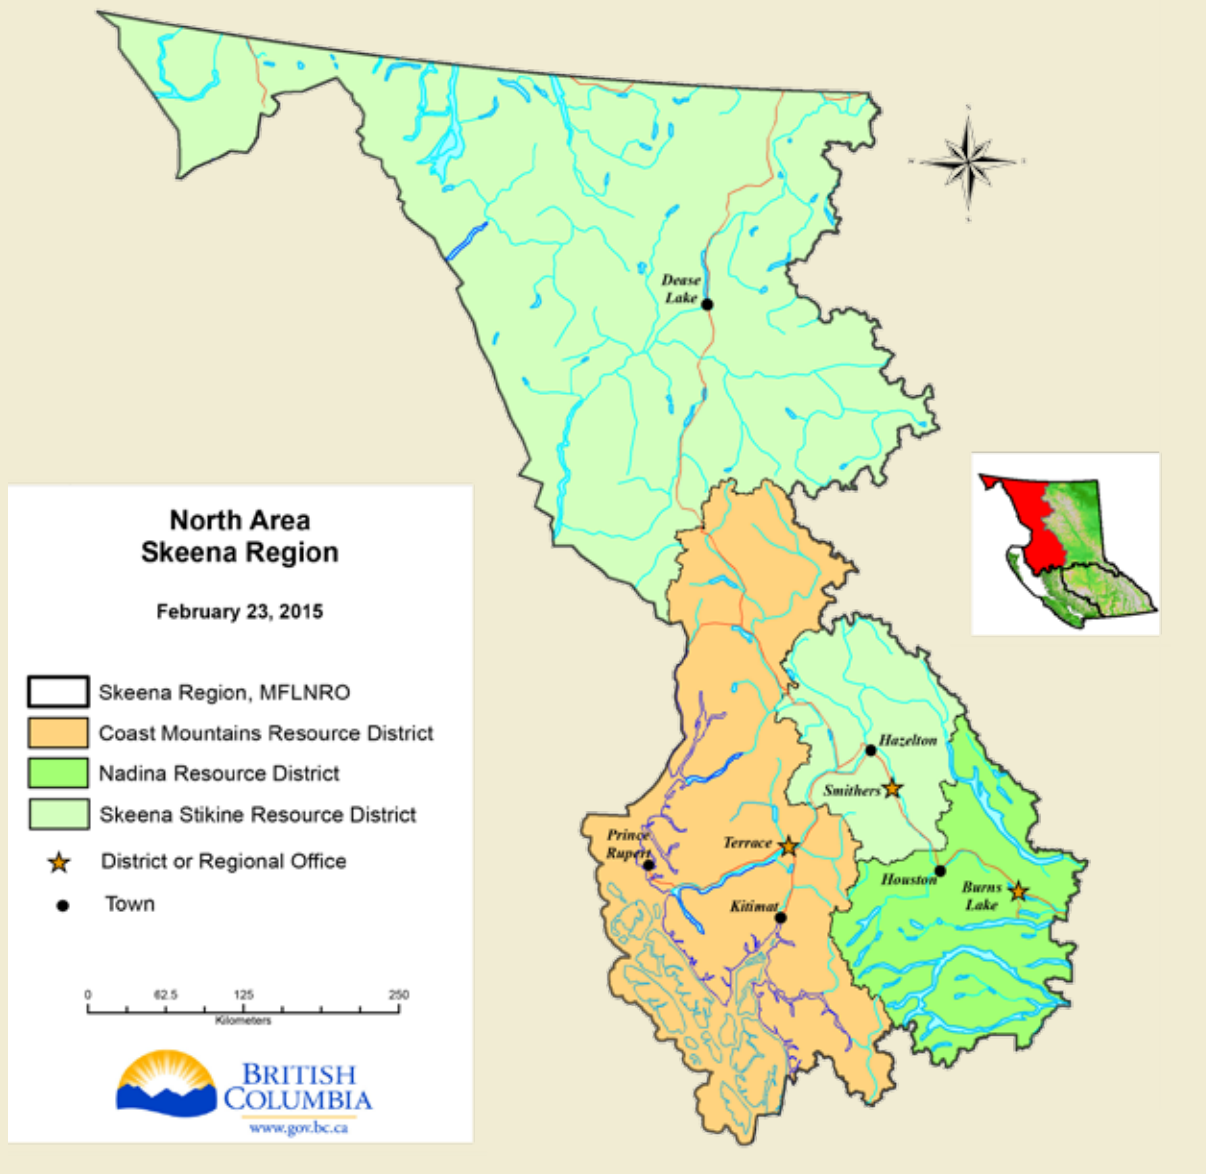 Dease
Lake
North Area
Skeena Region
February 23, 2015
Skeena Region, MFLNRO
Coast Mountains Resource District
Nadina Resource District
Skeena Stikine Resource District
District or Regional Office
Town
0 62.5 125 250
Kilometers
BRITISH
COLUMBIA
www.gov.bc.ca
Hazelton
Smithers
Prince
Rupert
Terrace
Houston
Burns
Lake
Kitimat